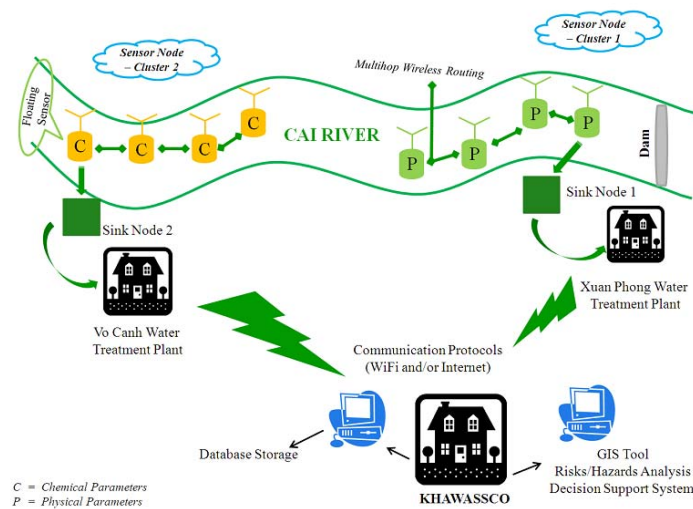 Sensor Node
– Cluster 2
Sensor Node
– Cluster 1
Multihop Wireless Routing
Floating
Sensor
C
C
C
C
CAI RIVER
P
P
P
P
Dam
Sink Node 2
Sink Node 1
Vo Canh Water
Treatment Plant
Xuan Phong Water
Treatment Plant
Communication Protocols
(WiFi and/or Internet)
Database Storage
KHAWASSCO
GIS Tool
Risks/Hazards Analysis
Decision Support System
C = Chemical Parameters
P = Physical Parameters